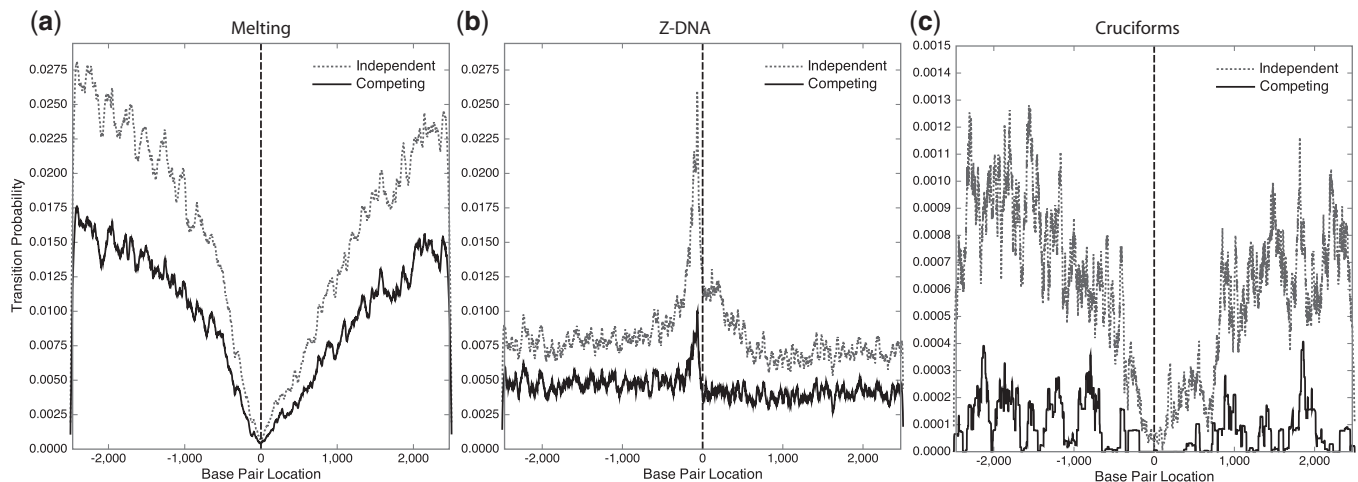 (a) Melting
Transition Probability
0.0275
0.0250
0.0225
0.0200
0.0175
0.0150
0.0125
0.0100
0.0075
0.0050
0.0025
0.0000
Independent
Competing
-2,000 -1,000 0 1,000 2,000
Base Pair Location
(b) Z-DNA
0.0275
0.0250
0.0225
0.0200
0.0175
0.0150
0.0125
0.0100
0.0075
0.0050
0.0025
0.0000
Independent
Competing
-2,000 -1,000 0 1,000 2,000
Base Pair Location
(c) Cruciforms
0.0015
0.0014
0.0013
0.0012
0.0011
0.0010
0.0009
0.0008
0.0007
0.0006
0.0005
0.0004
0.0003
0.0002
0.0001
0.0000
Independent
Competing
-2,000 -1,000 0 1,000 2,000
Base Pair Location